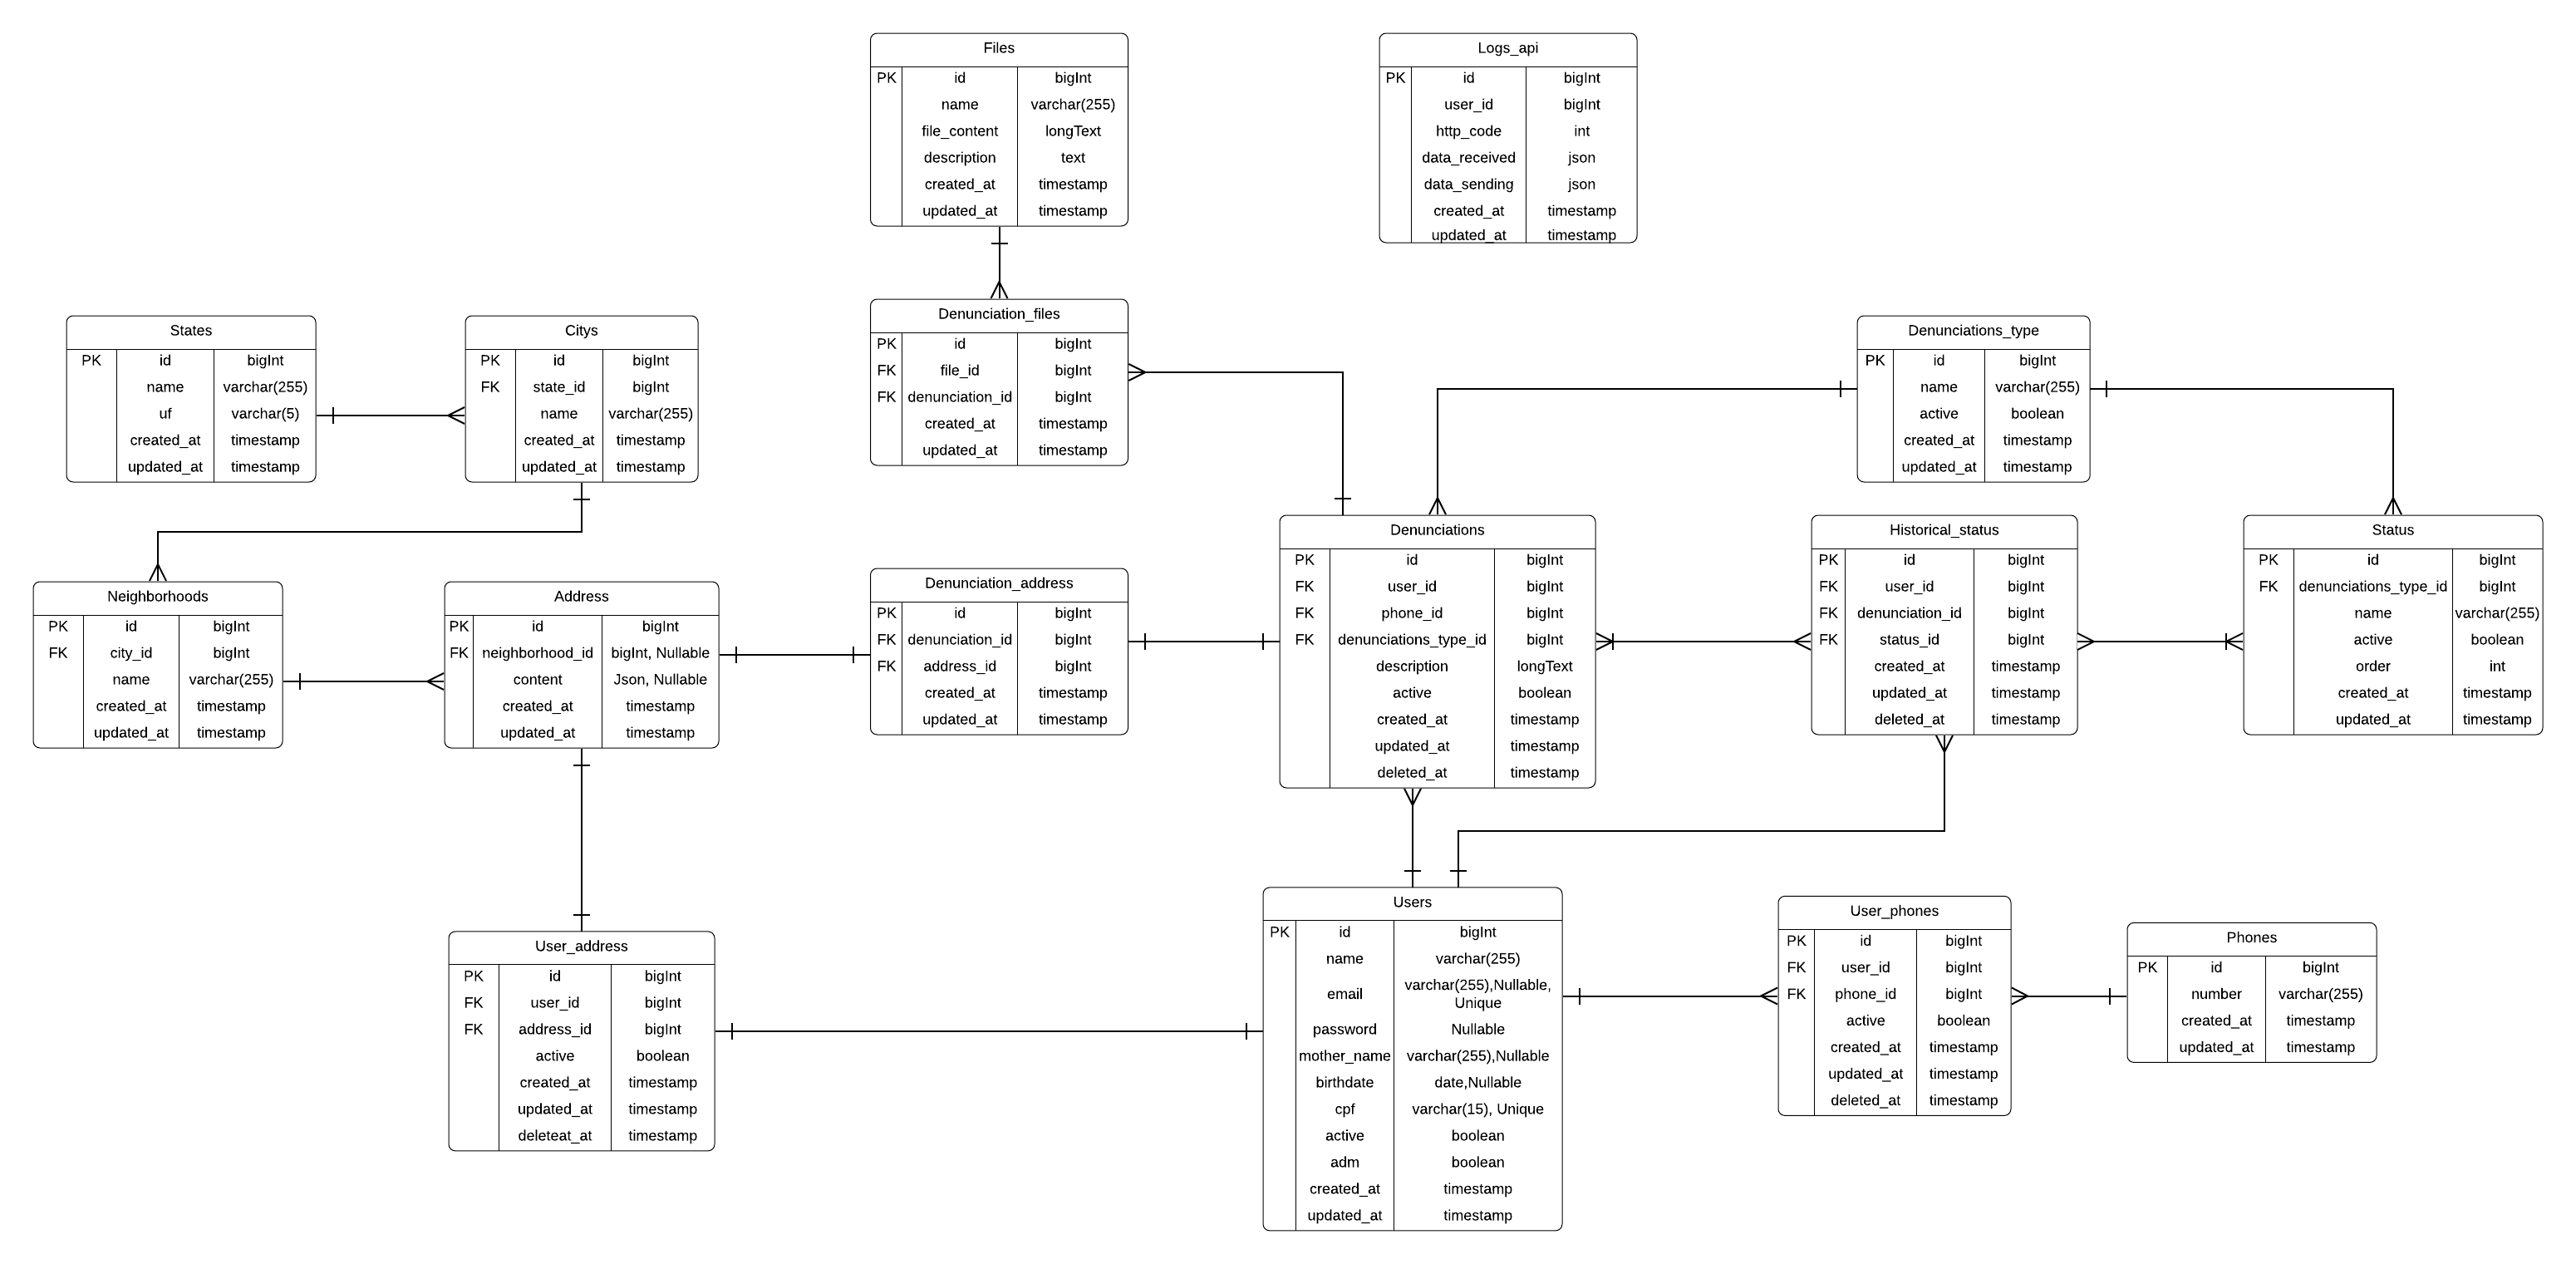 Files
PK id bigInt
name varchar(255)
file_content longText
description text
created_at timestamp
updated_at timestamp
Logs_api
PK id bigInt
user_id bigInt
http_code int
data_received json
data_sending json
created_at timestamp
updated_at timestamp
States
PK id bigInt
name varchar(255)
uf varchar(5)
created_at timestamp
updated_at timestamp
Citys
PK id bigInt
FK state_id bigInt
name varchar(255)
created_at timestamp
updated_at timestamp
Denunciation_files
PK id bigInt
FK file_id bigInt
FK denunciation_id bigInt
created_at timestamp
updated_at timestamp
Denunciations_type
PK id bigInt
name varchar(255)
active boolean
created_at timestamp
updated_at timestamp
Neighborhoods
PK id bigInt
FK city_id bigInt
name varchar(255)
created_at timestamp
updated_at timestamp
Address
PK id bigInt
FK neighborhood_id bigInt, Nullable
content Json, Nullable
created_at timestamp
updated_at timestamp
Denunciation_address
PK id bigInt
FK denunciation_id bigInt
FK address_id bigInt
created_at timestamp
updated_at timestamp
Denunciations
PK id bigInt
FK user_id bigInt
FK phone_id bigInt
FK denunciations_type_id bigInt
description longText
active boolean
created_at timestamp
updated_at timestamp
deleted_at timestamp
Historical_status
PK id bigInt
FK user_id bigInt
FK denunciation_id bigInt
FK status_id bigInt
created_at timestamp
updated_at timestamp
deleted_at timestamp
Status
PK id bigInt
FK denunciations_type_id bigInt
name varchar(255)
active boolean
order int
created_at timestamp
updated_at timestamp
User_address
PK id bigInt
FK user_id bigInt
FK address_id bigInt
active boolean
created_at timestamp
updated_at timestamp
deleteat_at timestamp
Users
PK id bigInt
name varchar(255)
email varchar(255),Nullable,
Unique
password Nullable
mother_name varchar(255),Nullable
birthdate date,Nullable
cpf varchar(15), Unique
active boolean
adm boolean
created_at timestamp
updated_at timestamp
User_phones
PK id bigInt
FK user_id bigInt
FK phone_id bigInt
active boolean
created_at timestamp
updated_at timestamp
deleted_at timestamp
Phones
PK id bigInt
number varchar(255)
created_at timestamp
updated_at timestamp